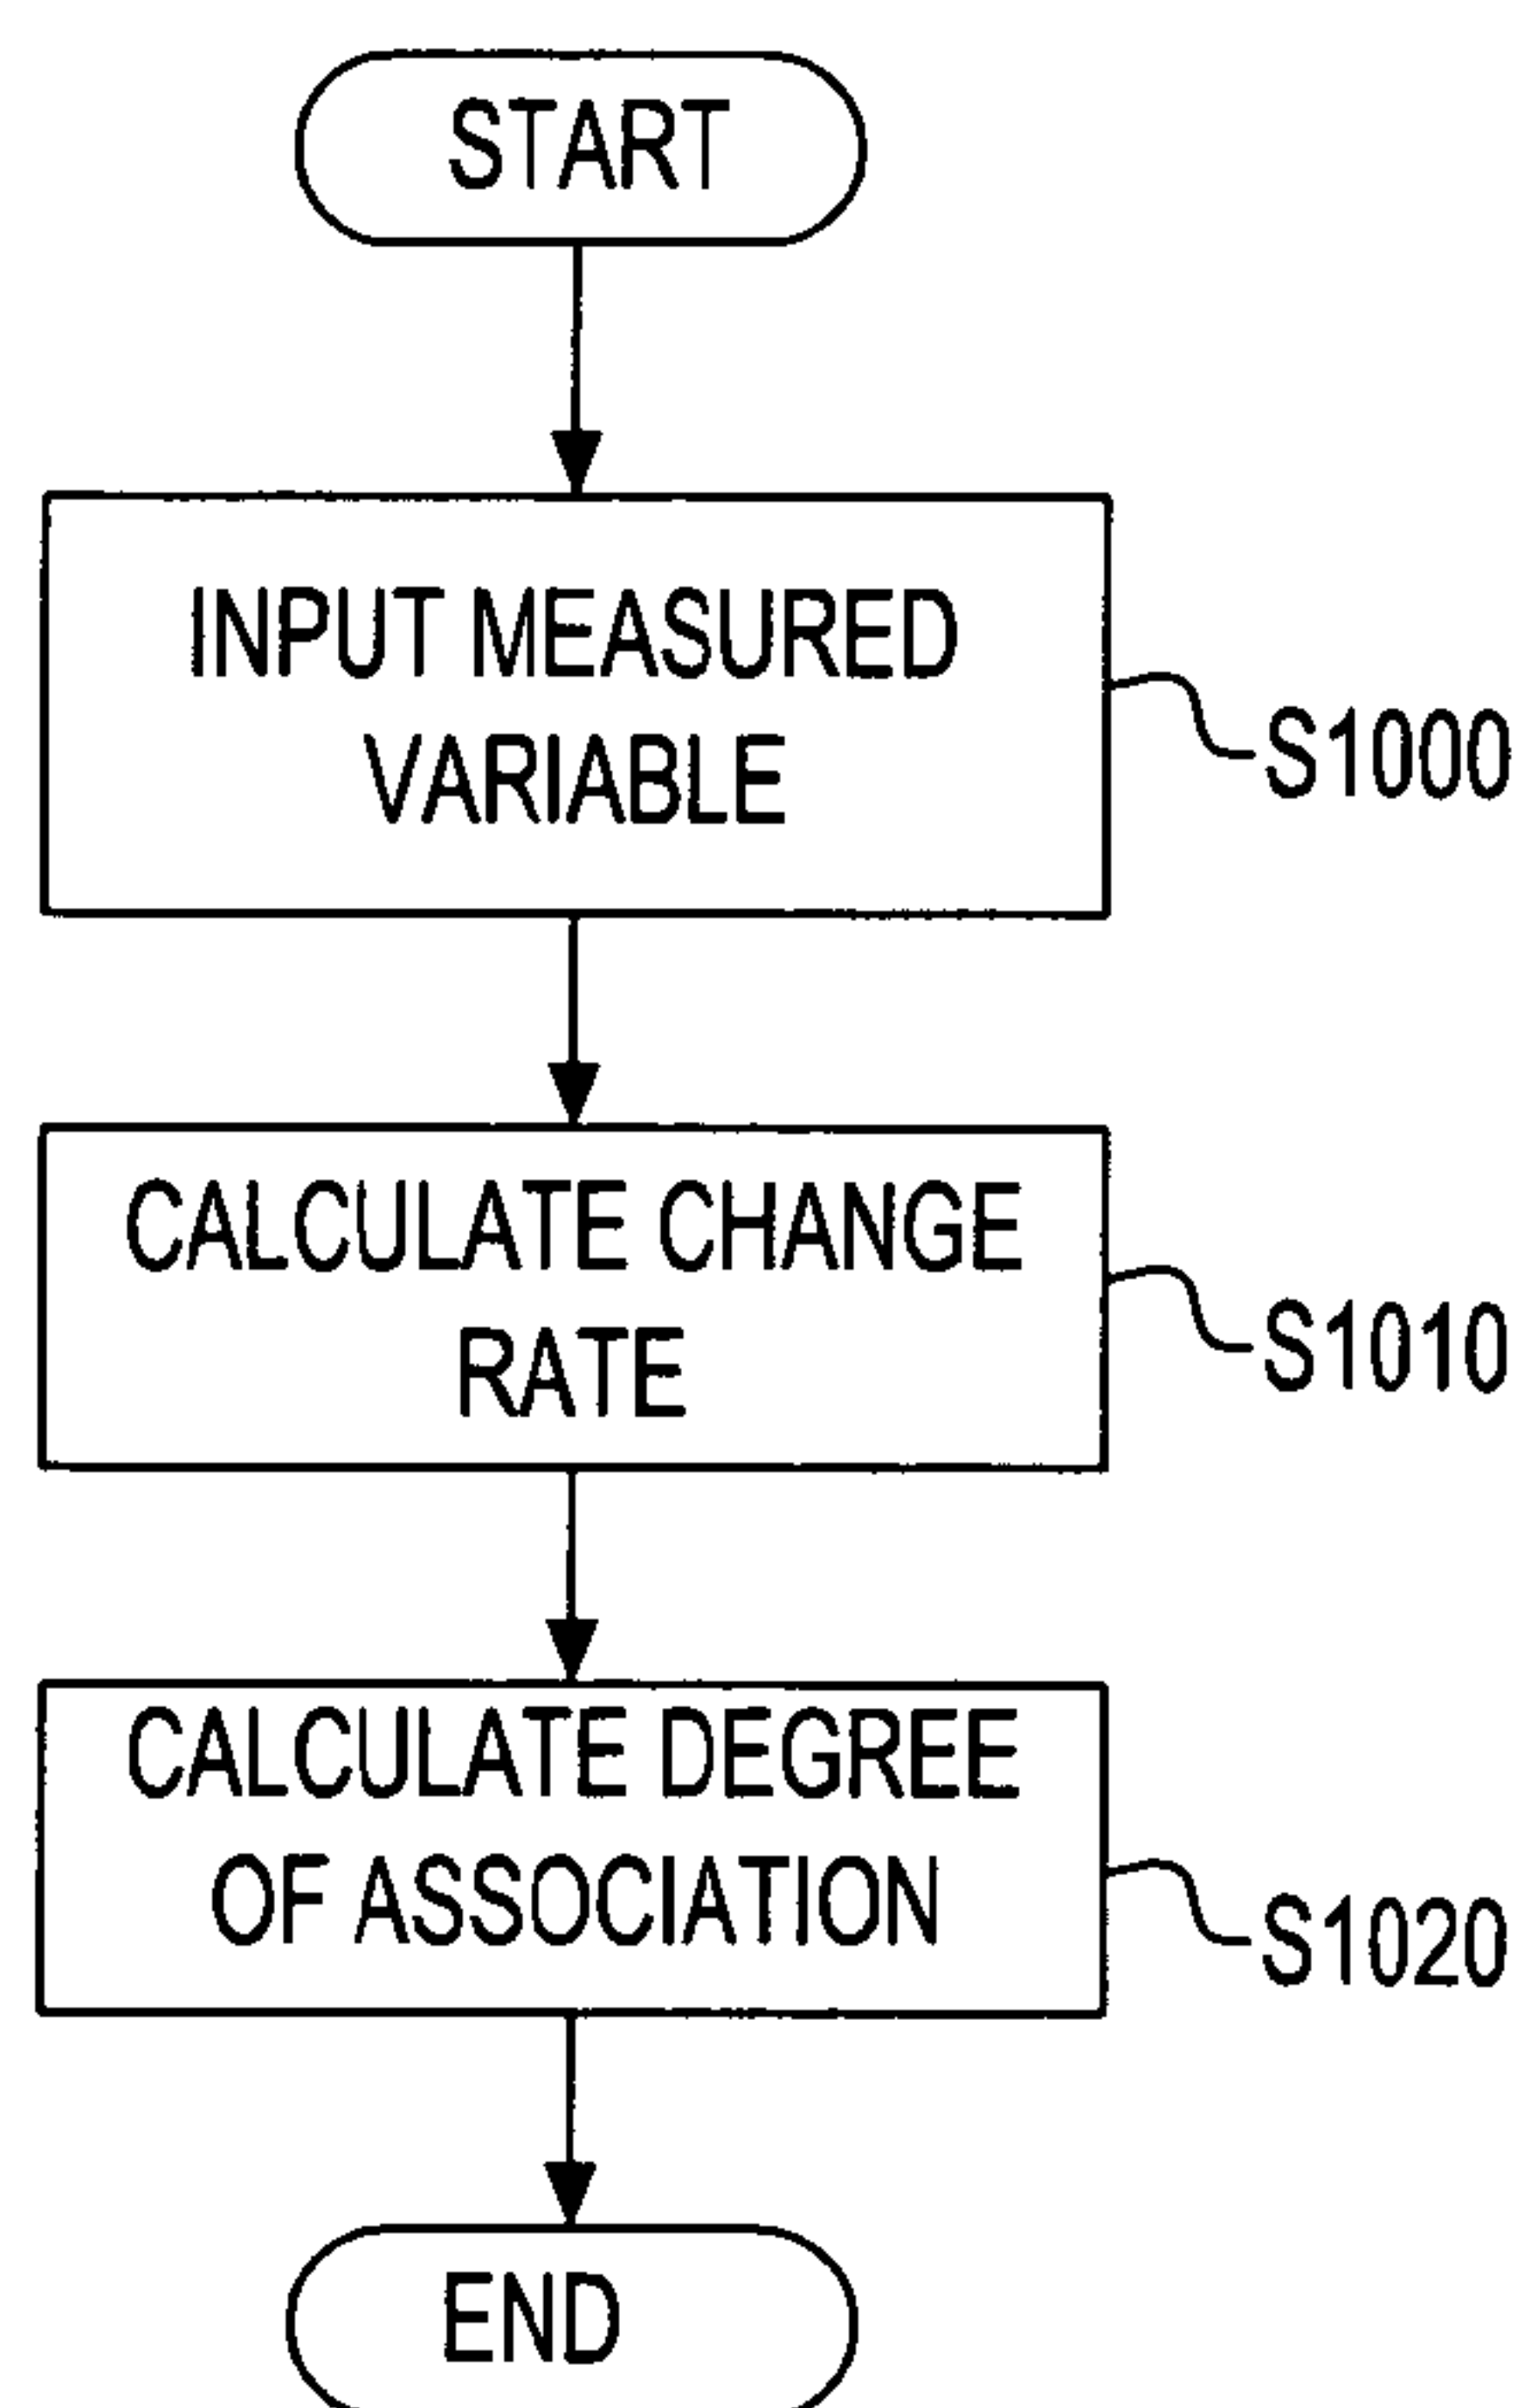 START
INPUT MEASURED
VARIABLE
S1000
CALCULATE CHANGE
RATE
S1010
CALCULATE DEGREE
OF ASSOCIATION
S1020
END